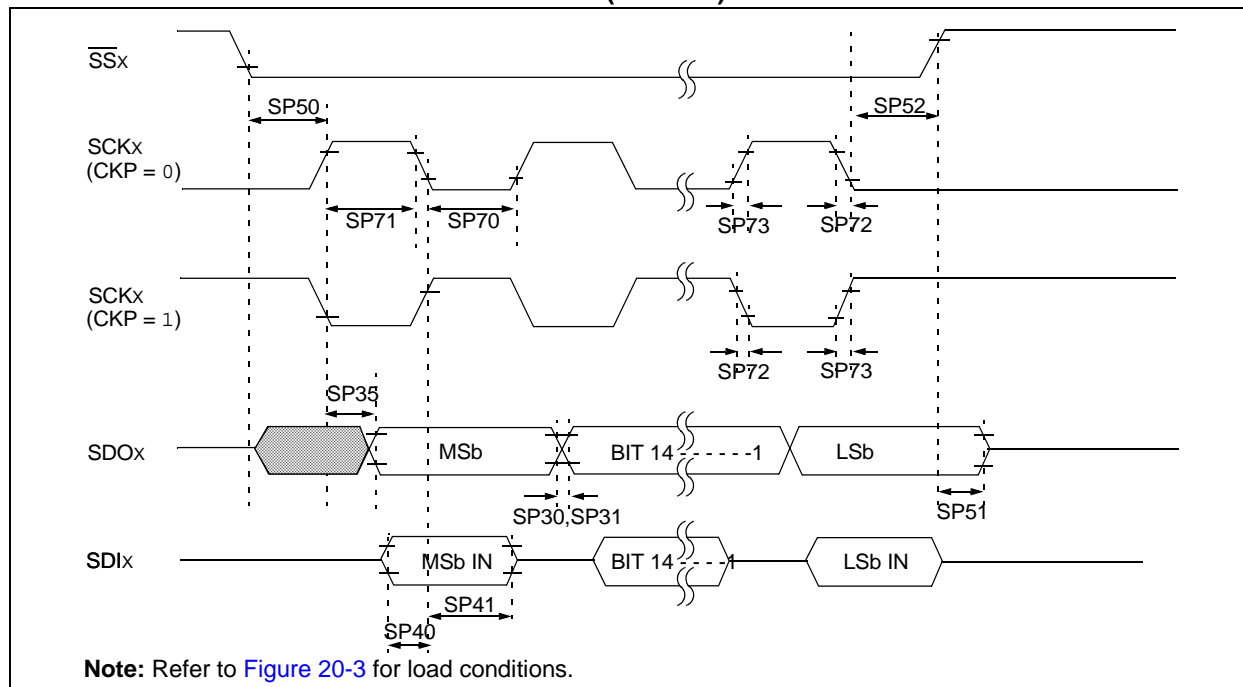 SSX
SP50
SP52
SCKX
(CKP = 0)
SP71
SP70
SP73
SP72
SCKX
(CKP = 1)
SP72
SP73
SP35
SDOX
MSb
BIT 14 - - - - - -1
LSb
SP30,SP31
SP51
SDIX
MSb IN
BIT 14 - - - - -1
LSb IN
SP41
SP40
Note: Refer to Figure 20-3 for load conditions.